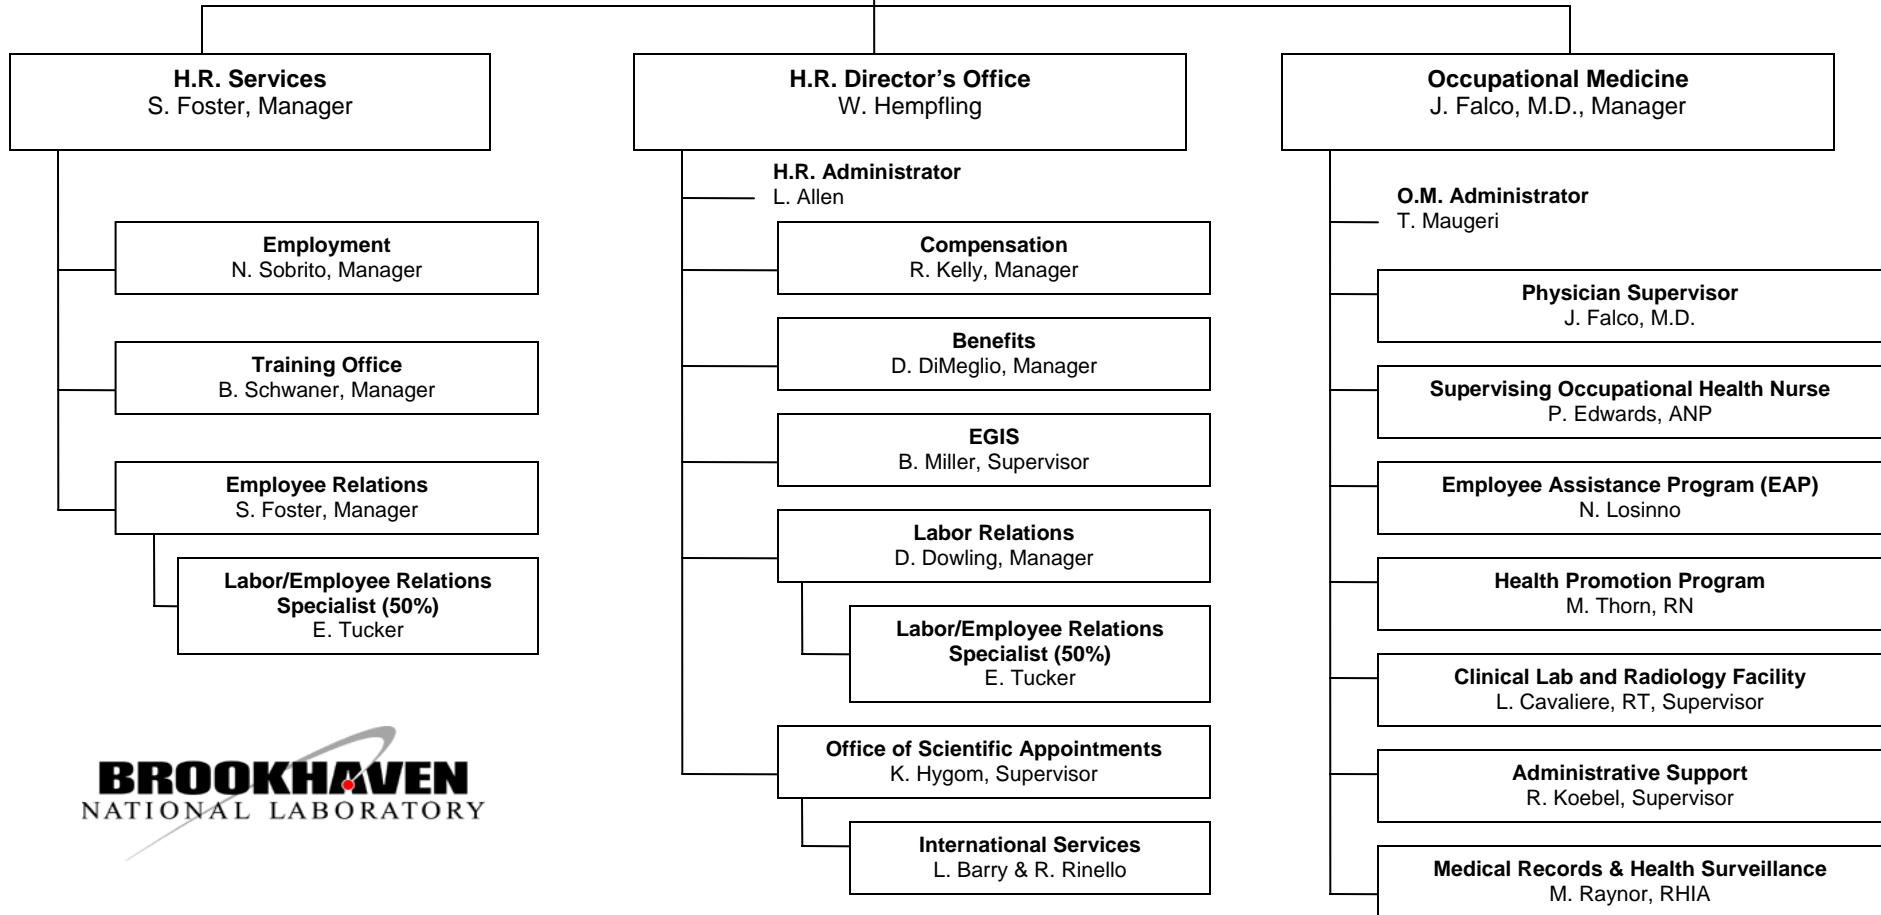 H.R. Services
S. Foster, Manager
Employment
N. Sobrito, Manager
Training Office
B. Schwaner, Manager
Employee Relations
S. Foster, Manager
Labor/Employee Relations
Specialist (50%)
E. Tucker
BROOKHAVEN
NATIONAL LABORATORY
H.R. Director’s Office
W. Hempfling
H.R. Administrator
L. Allen
Compensation
R. Kelly, Manager
Benefits
D. DiMeglio, Manager
EGIS
B. Miller, Supervisor
Labor Relations
D. Dowling, Manager
Labor/Employee Relations
Specialist (50%)
E. Tucker
Office of Scientific Appointments
K. Hygom, Supervisor
International Services
L. Barry & R. Rinello
Occupational Medicine
J. Falco, M.D., Manager
O.M. Administrator
T. Maugeri
Physician Supervisor
J. Falco, M.D.
Supervising Occupational Health Nurse
P. Edwards, ANP
Employee Assistance Program (EAP)
N. Losinno
Health Promotion Program
M. Thorn, RN
Clinical Lab and Radiology Facility
L. Cavaliere, RT, Supervisor
Administrative Support
R. Koebel, Supervisor
Medical Records & Health Surveillance
M. Raynor, RHIA